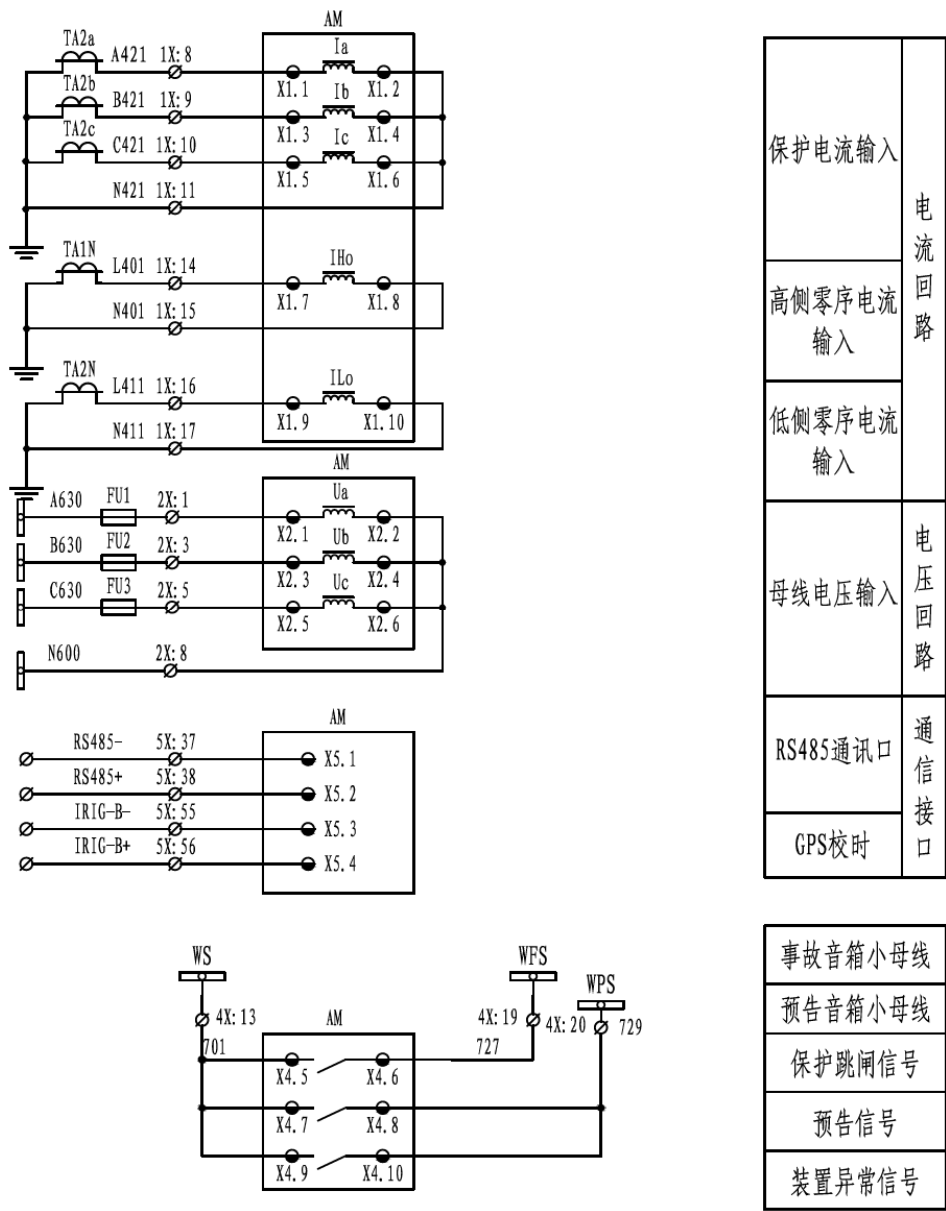 AM
TA2a
A421 1X:8
Ia
X1.1
X1.2
TA2b
B421 1X:9
Ib
X1.3
X1.4
TA2c
C421 1X:10
Ic
X1.5
X1.6
N421 1X:11
TA1N
L401 1X:14
IHo
X1.7
X1.8
N401 1X:15
TA2N
L411 1X:16
ILo
X1.9
X1.10
N411 1X:17
AM
A630
FU1
2X:1
Ua
X2.1
X2.2
B630
FU2
2X:3
Ub
X2.3
X2.4
C630
FU3
2X:5
Uc
X2.5
X2.6
N600
2X:8
AM
RS485-
5X:37
X5.1
RS485+
5X:38
X5.2
IRIG-B-
5X:55
X5.3
IRIG-B+
5X:56
X5.4
WS
WFS
WPS
4X:13
AM
4X:19
4X:20
729
701
727
X4.5
X4.6
X4.7
X4.8
X4.9
X4.10
保护电流输入
高侧零序电流
输入
低侧零序电流
输入
电流回路
母线电压输入
电压回路
RS485通讯口
GPS校时
通信接口
事故音箱小母线
预告音箱小母线
保护跳闸信号
预告信号
装置异常信号